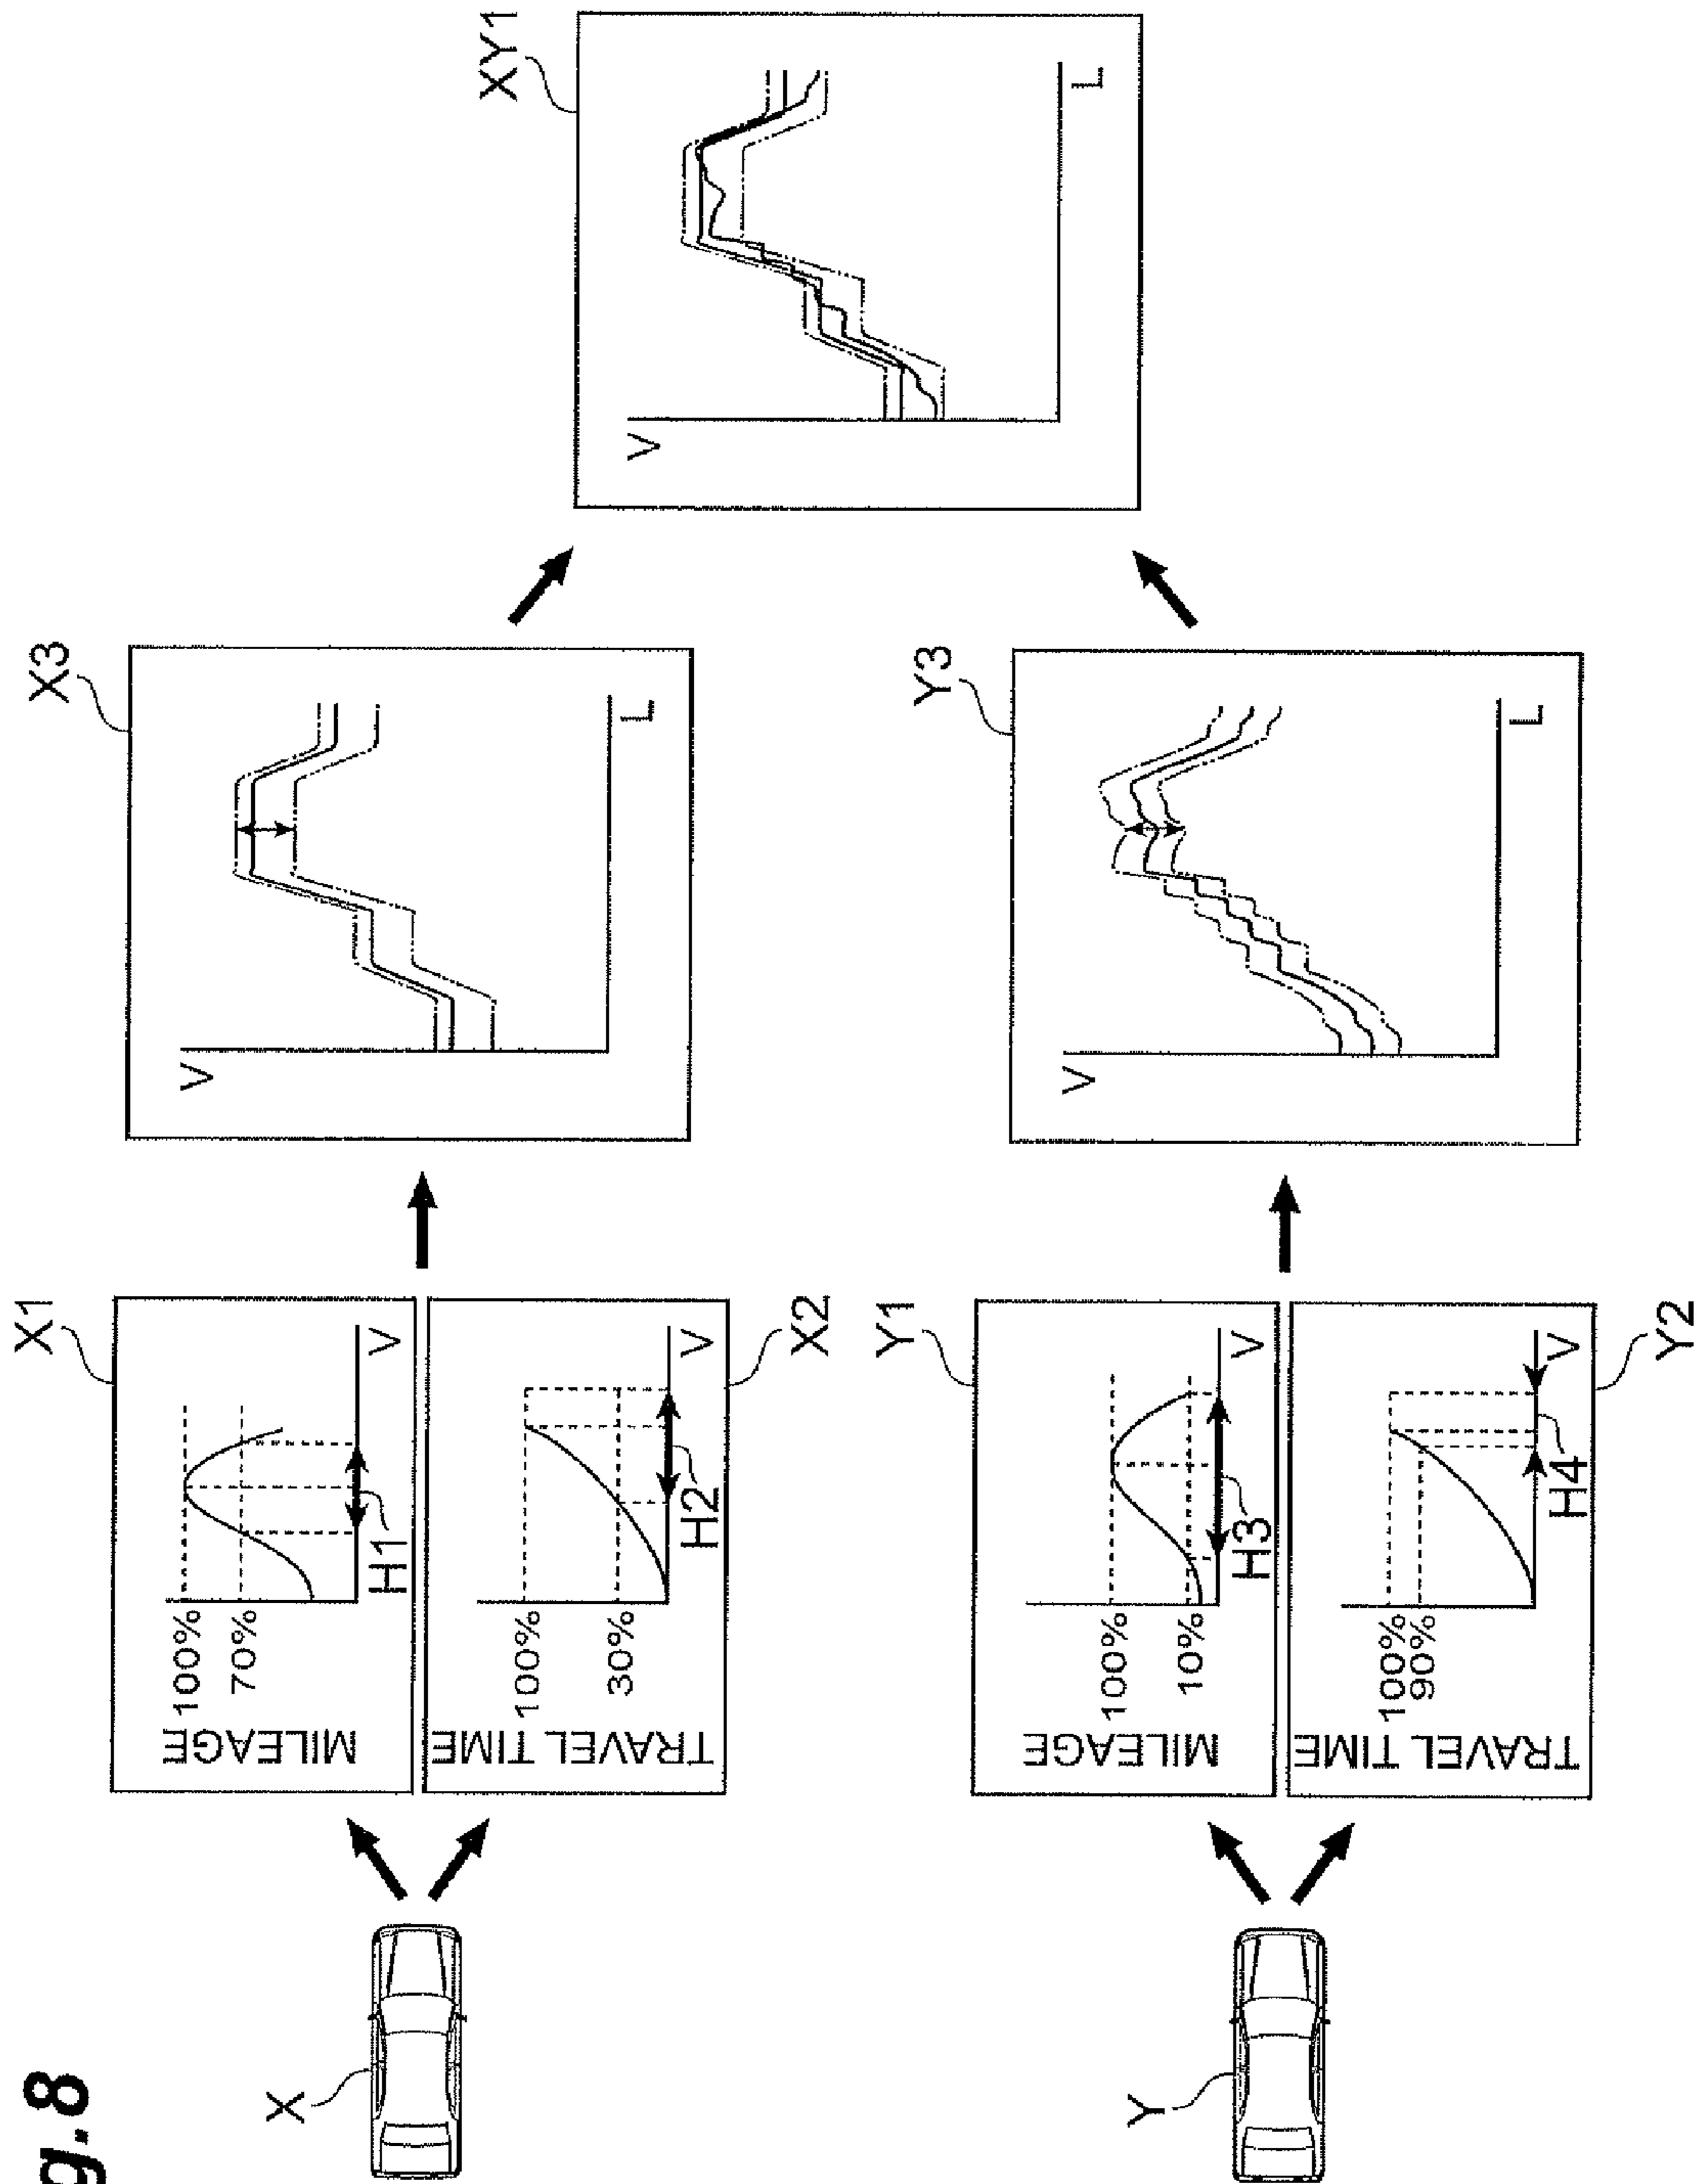 g.8
X
X1
MILEAGE
100%
70%
H1
V
TRAVEL TIME
100%
30%
H2
V
X2
X3
V
L
XY1
V
L
Y
Y1
MILEAGE
100%
10%
H3
V
TRAVEL TIME
100%
90%
H4
V
Y2
Y3
V
L